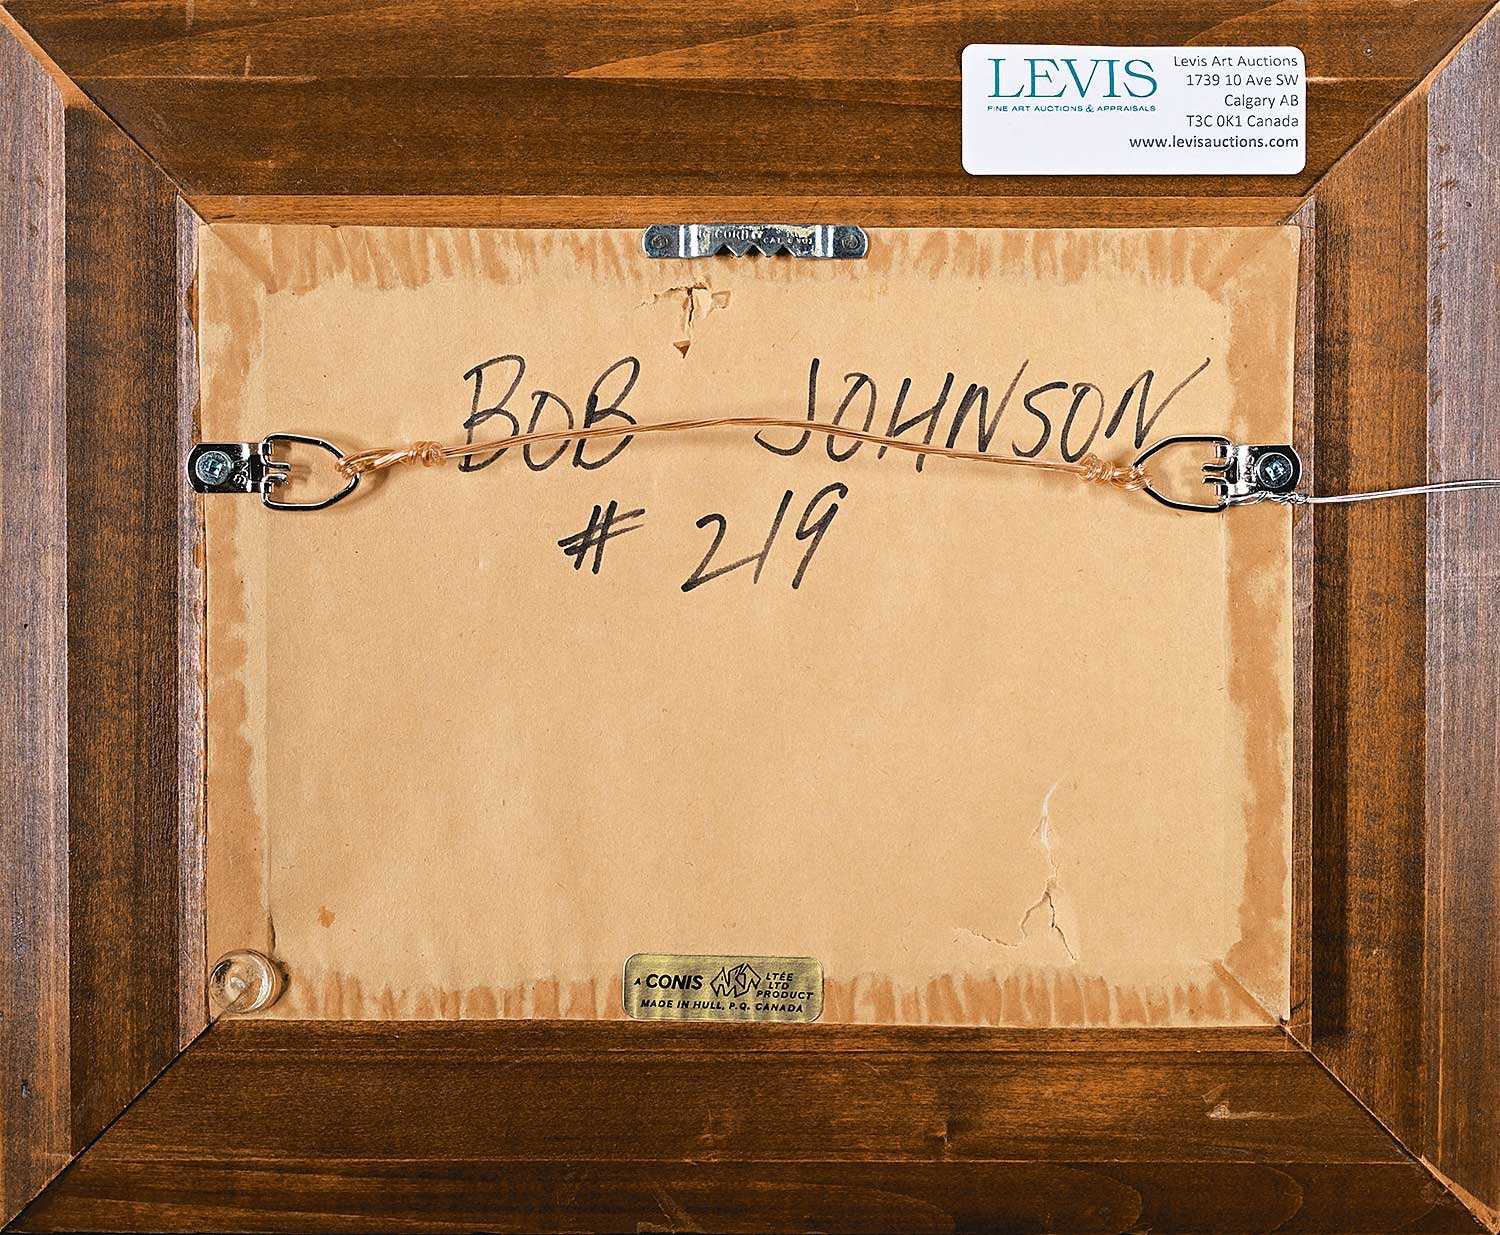 LEVIS
FINE ART AUCTIONS & APPRAISALS
Levis Art Auctions
1739 10 Ave SW
Calgary AB
T3C 0K1 Canada
www.levisauctions.com
BOB JOHNSON
# 219
A CONIS ART LTÉE LTD PRODUCT
MADE IN HULL, P.Q. CANADA